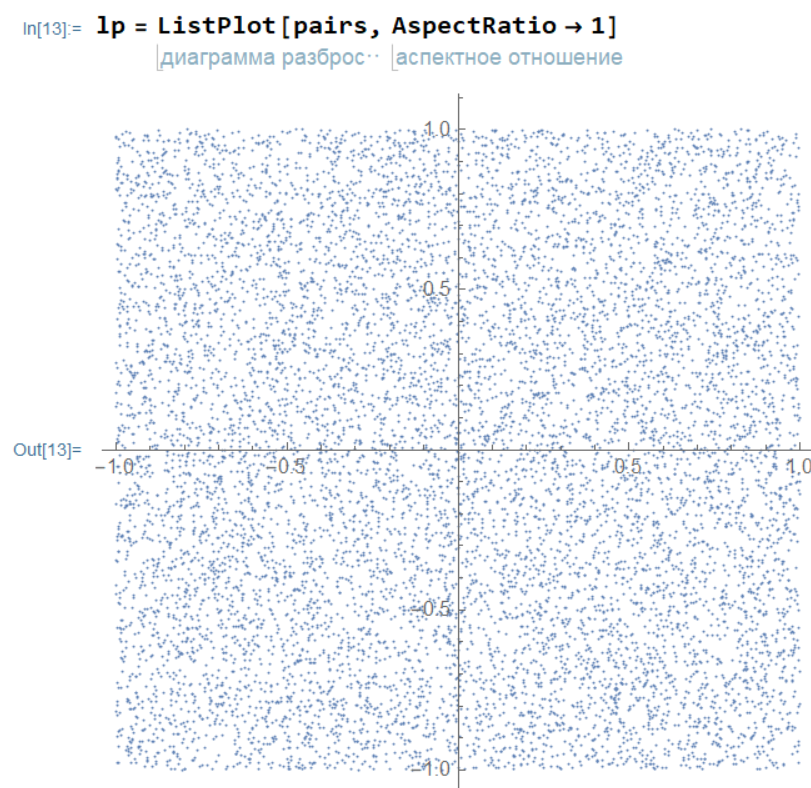 In[13]:= lp = ListPlot[pairs, AspectRatio → 1]
диаграмма разброс·· аспектное отношение
1.0
0.5
Out[13]=
-1.0 -0.5 0.5 1.0
-0.5
-1.0